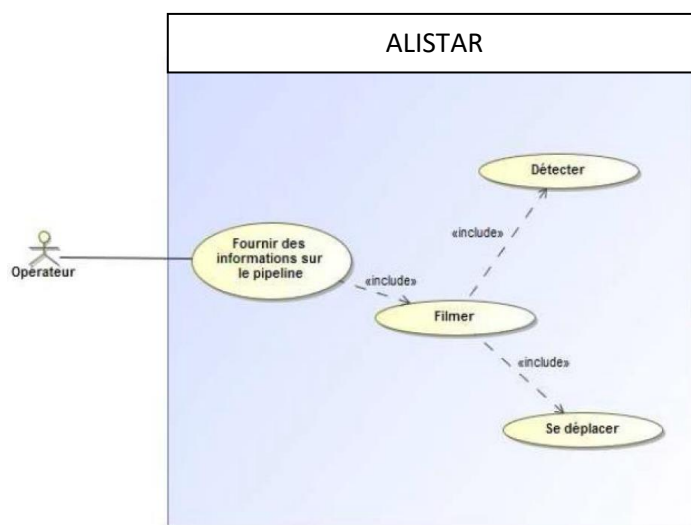 ALISTAR
Détecter
«include»
Fournir des
informations sur
le pipeline
Opérateur
«include»
Filmer
«include»
Se déplacer